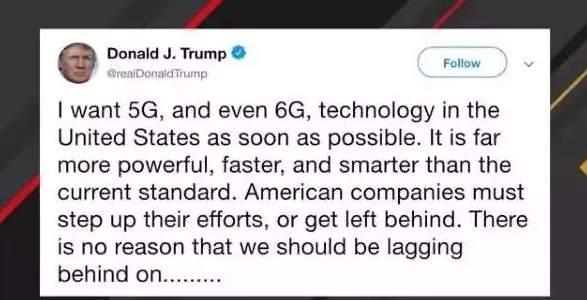 Donald J. Trump
@realDonaldTrump
Follow
I want 5G, and even 6G, technology in the
United States as soon as possible. It is far
more powerful, faster, and smarter than the
current standard. American companies must
step up their efforts, or get left behind. There
is no reason that we should be lagging
behind on.........